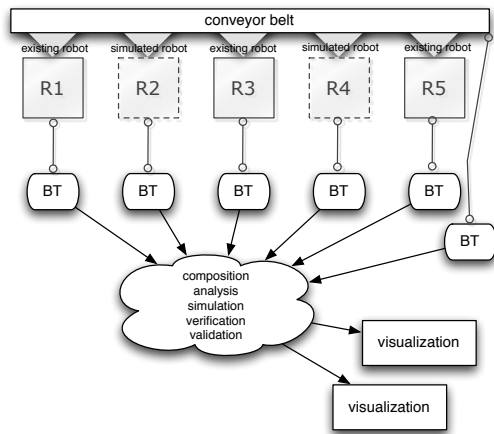 conveyor belt
existing robot simulated robot existing robot simulated robot existing robot
R1 R2 R3 R4 R5
BT BT BT BT BT
BT
composition
analysis
simulation
verification
validation
visualization
visualization